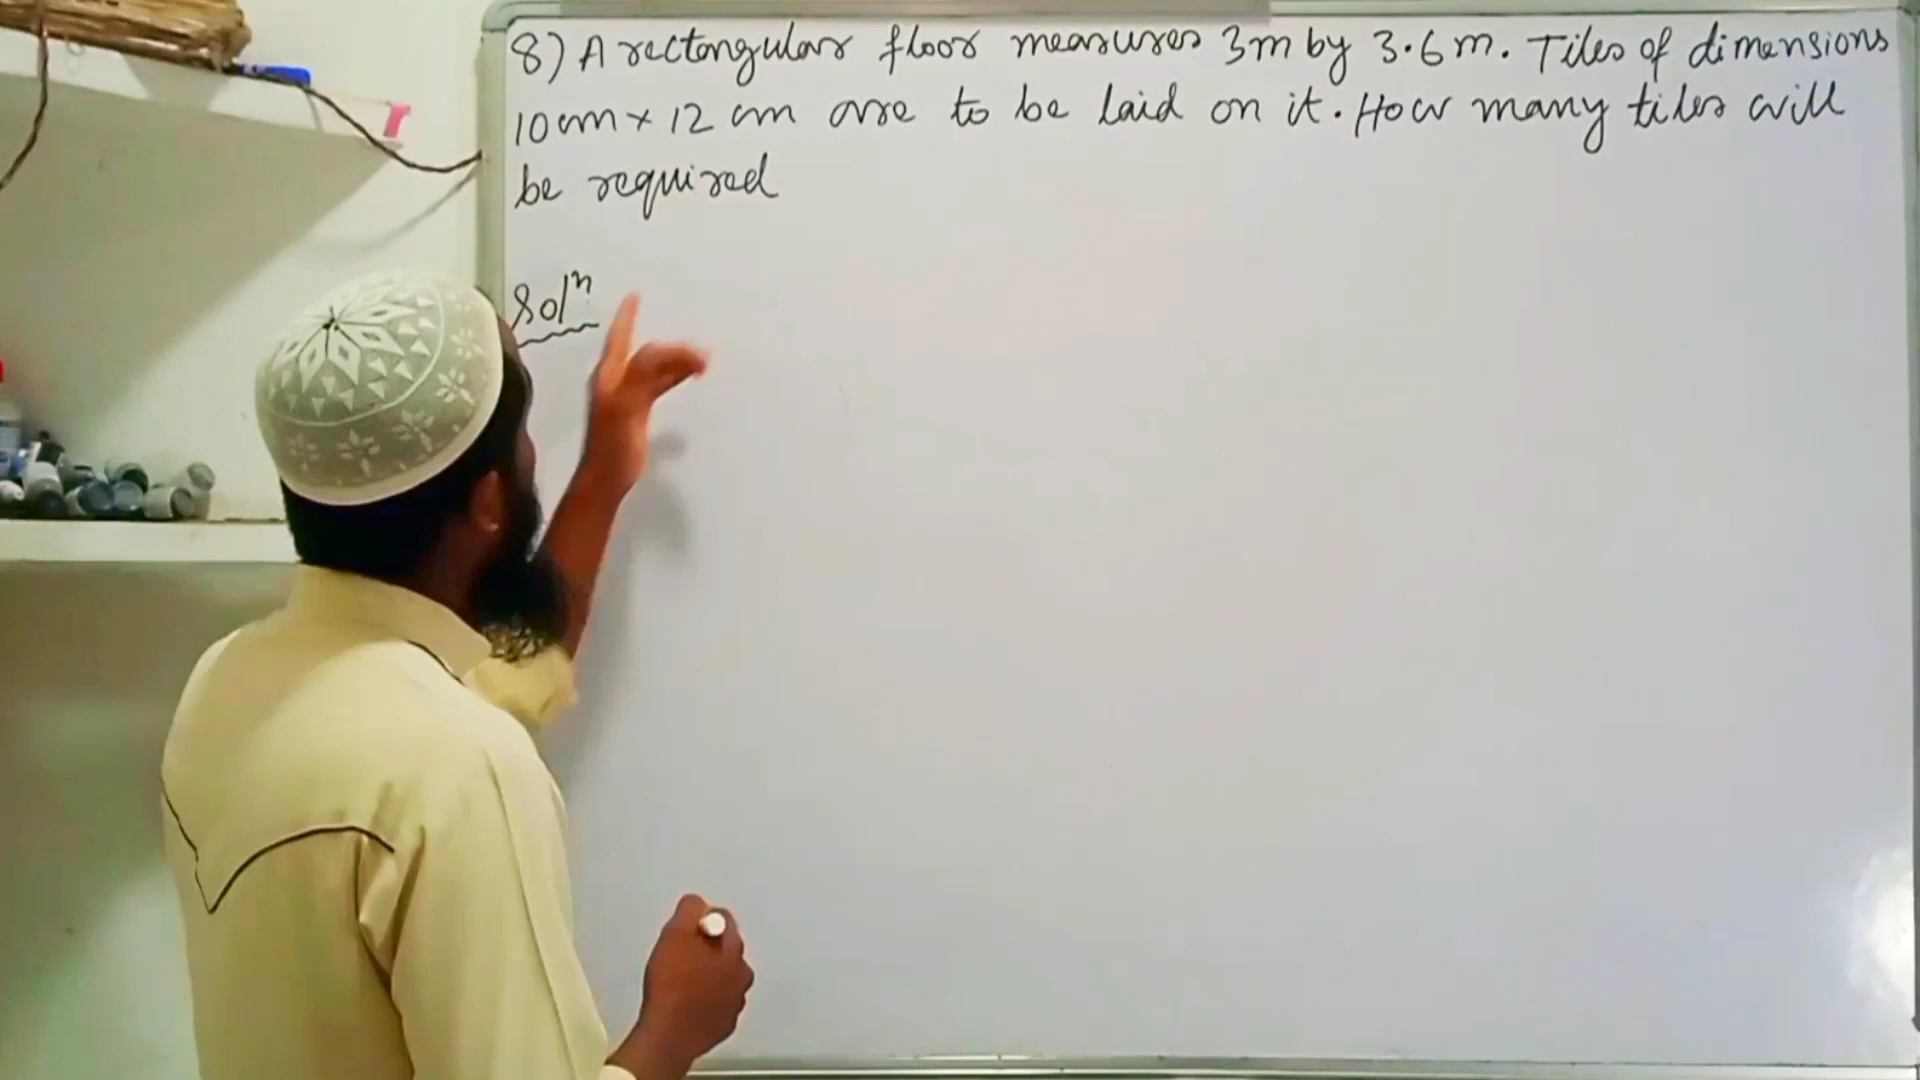 8) A rectangular floor measures 3m by 3.6m. Tiles of dimensions
10cm × 12 cm are to be laid on it. How many tiles will
be required
Solⁿ